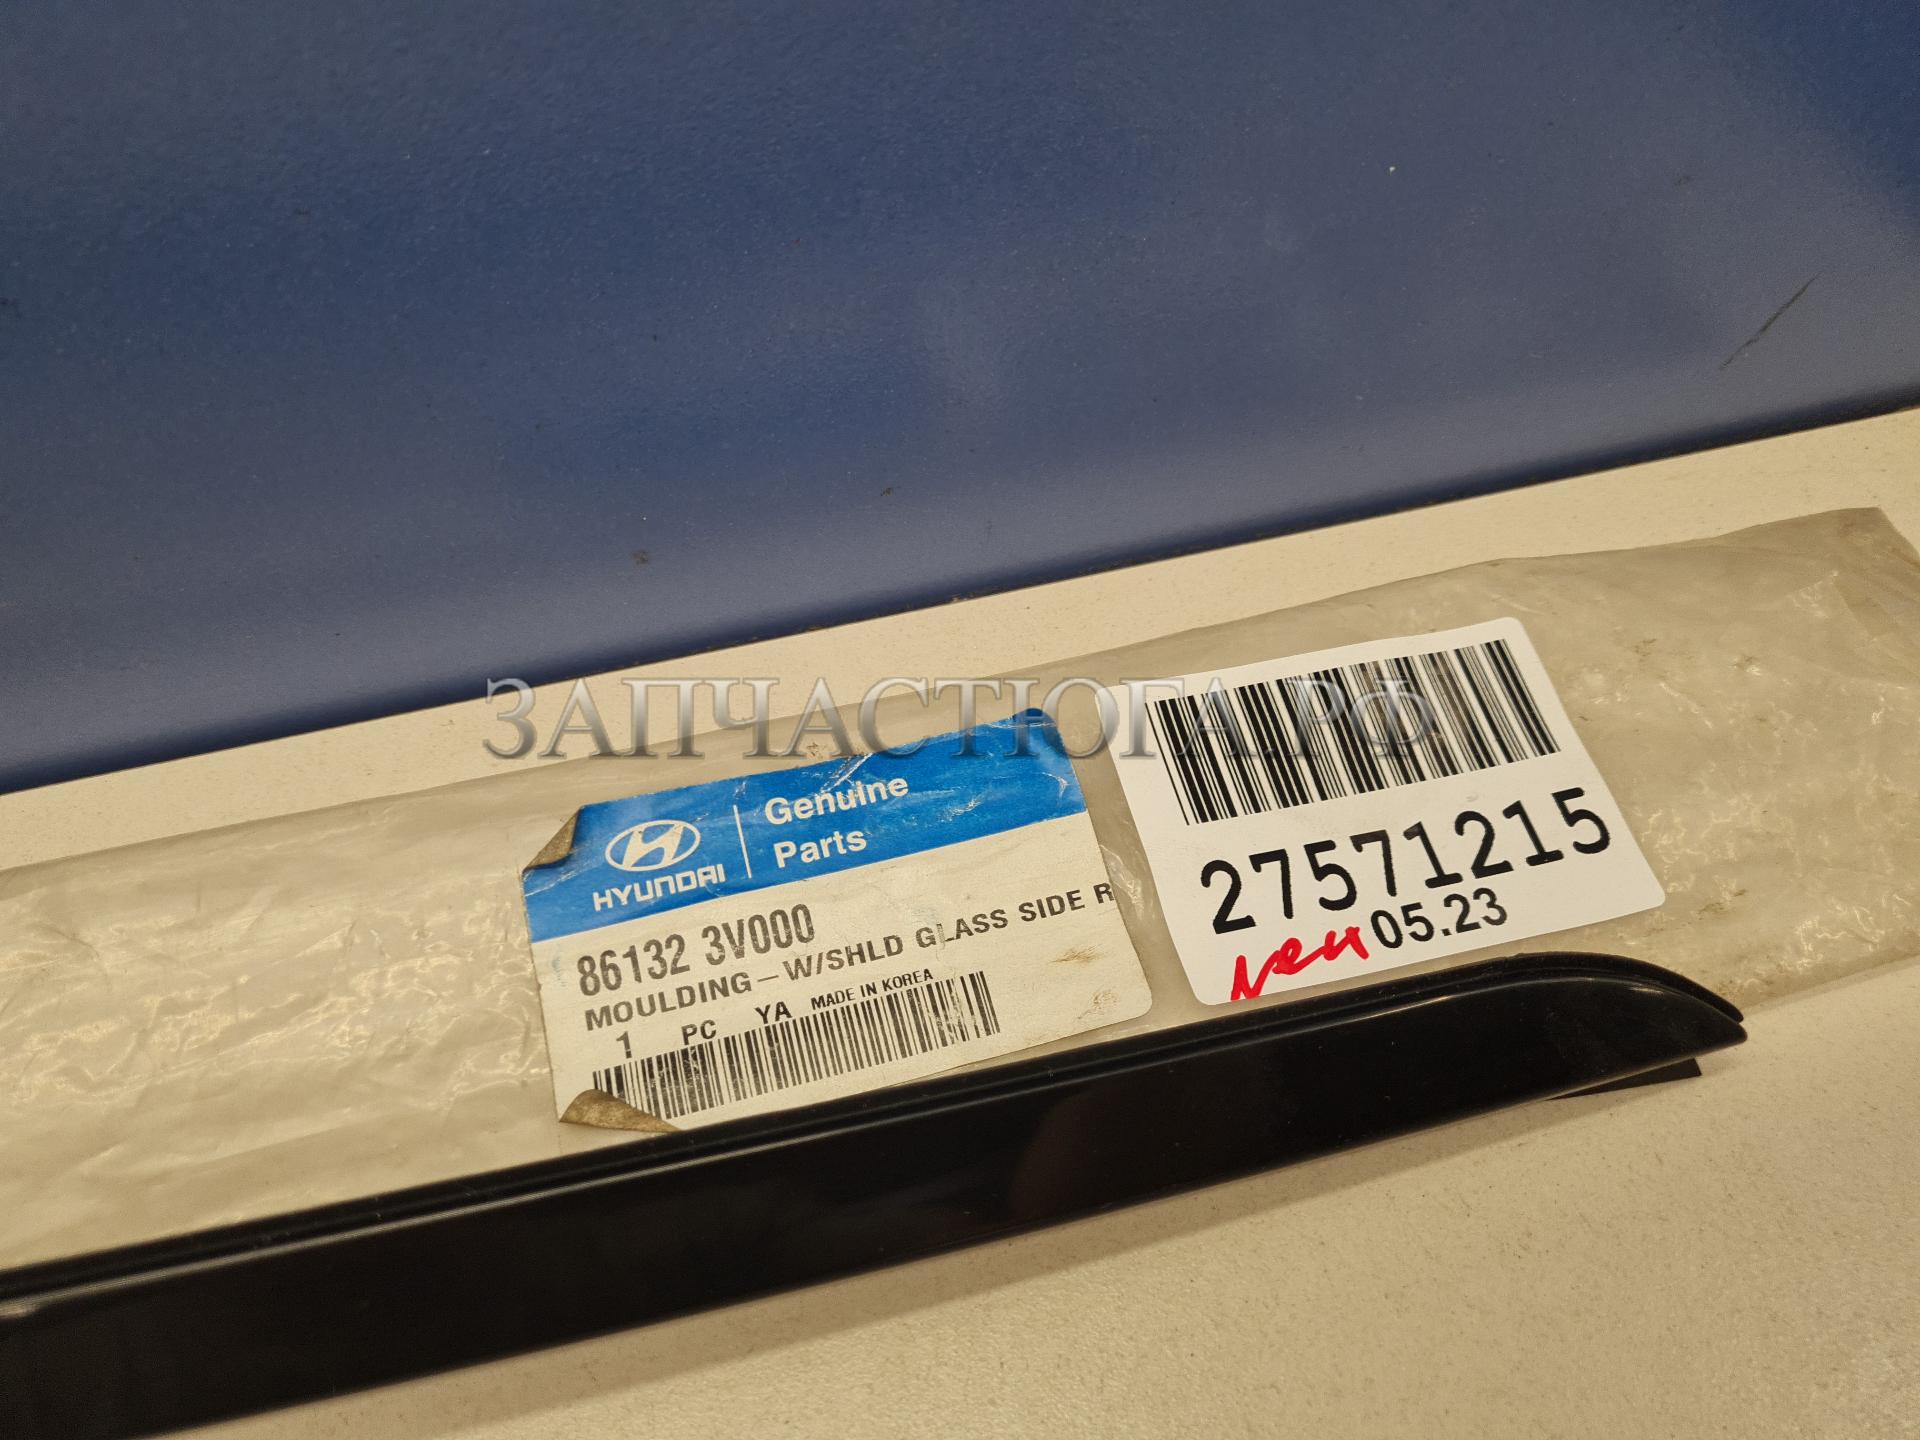 ЗАПЧАСТЮГА.РФ
HYUNDAI
Genuine
Parts
86132 3V000
MOULDING-W/SHLD GLASS SIDE R
1 PC YA MADE IN KOREA
27571215
05.23